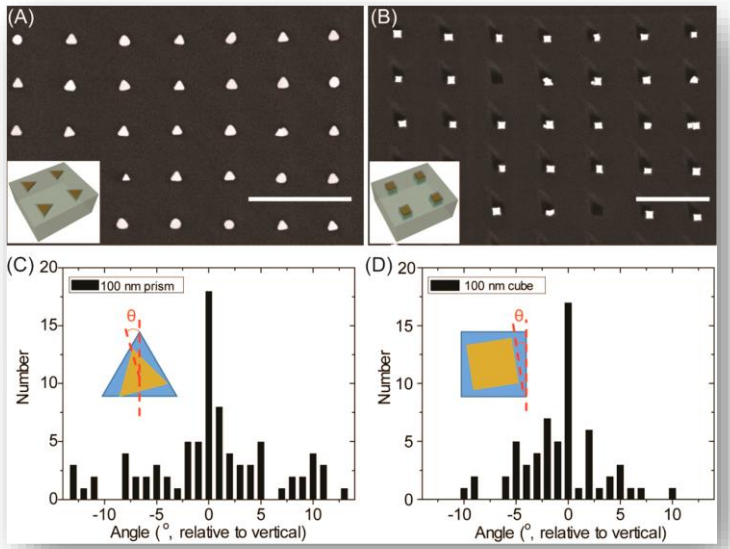 (A)
(B)
(C)
20
15
10
5
0
Number
100 nm prism
θ
-10
-5
0
5
10
Angle (°, relative to vertical)
(D)
20
15
10
5
0
Number
100 nm cube
θ
-10
-5
0
5
10
Angle (°, relative to vertical)